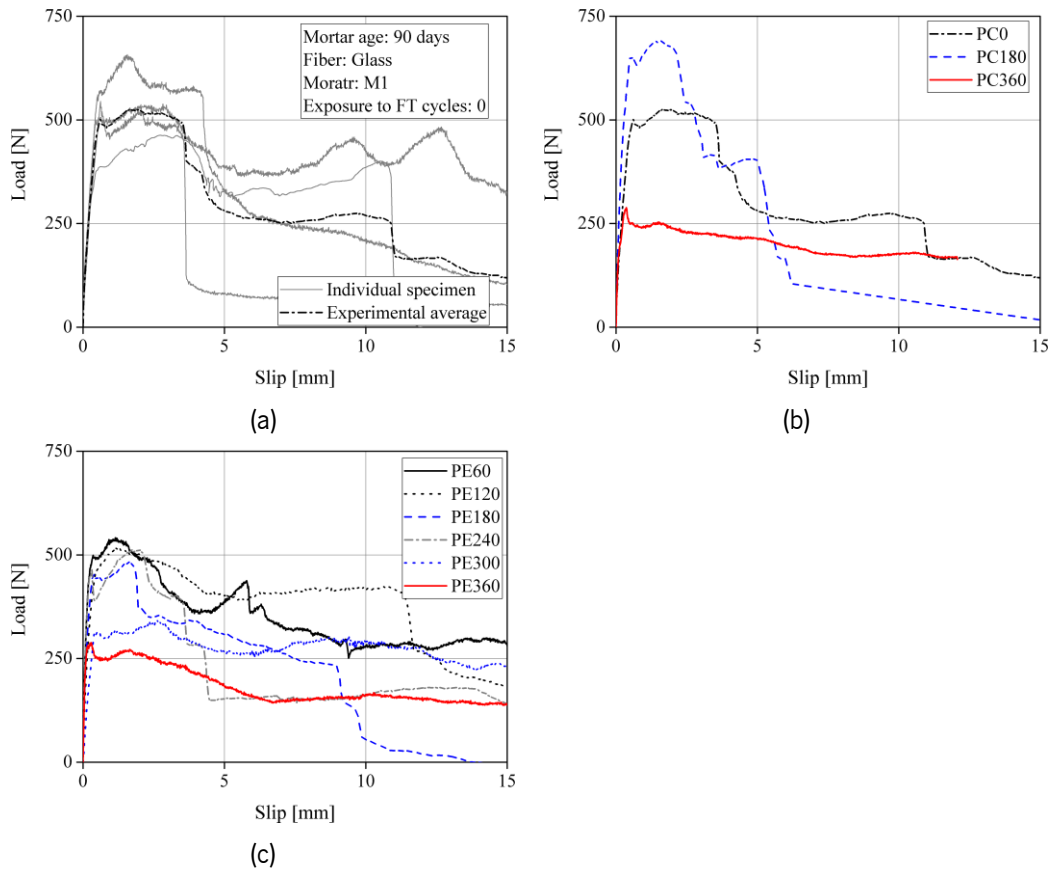 750
500
250
0
Load [N]
Mortar age: 90 days
Fiber: Glass
Moratr: M1
Exposure to FT cycles: 0
Individual specimen
Experimental average
0 5 10 15
Slip [mm]
(a)
750
500
250
0
Load [N]
PC0
PC180
PC360
0 5 10 15
Slip [mm]
(b)
750
500
250
0
Load [N]
PE60
PE120
PE180
PE240
PE300
PE360
0 5 10 15
Slip [mm]
(c)